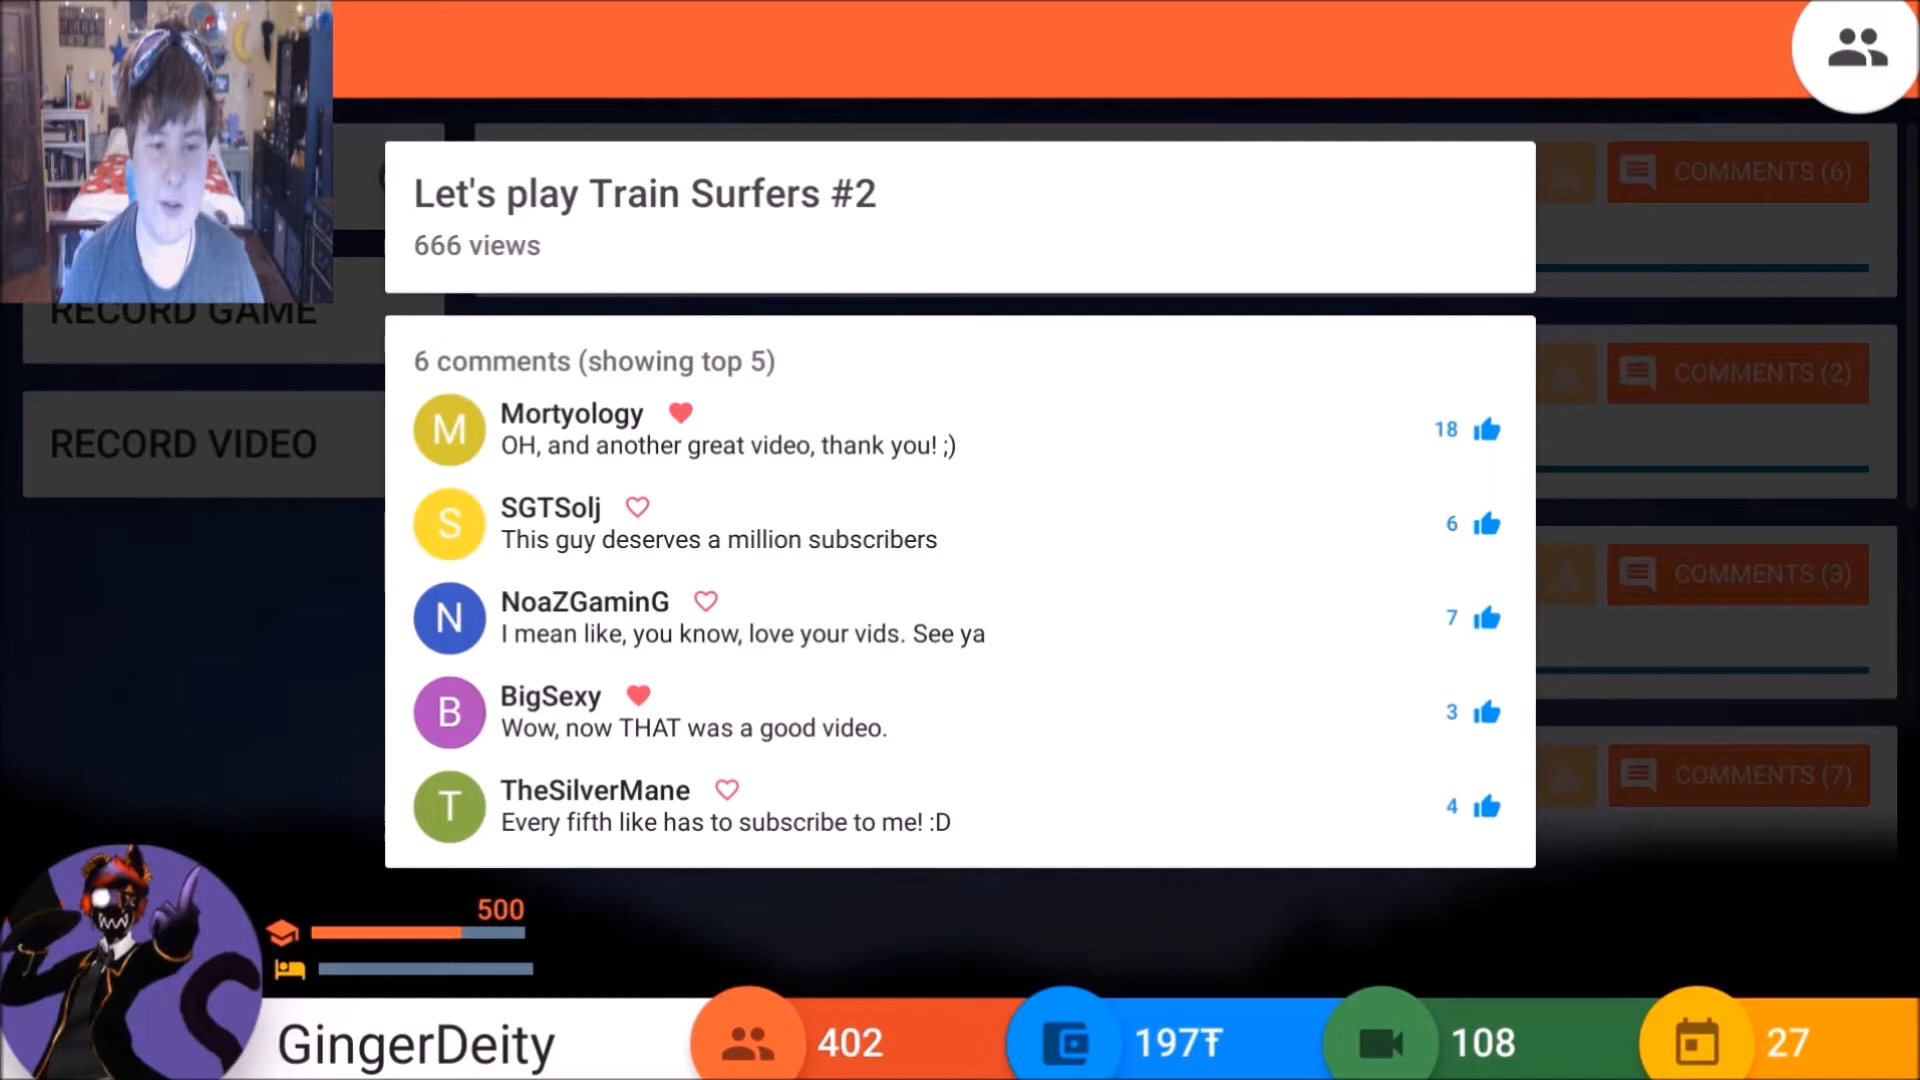 COMMENTS (6)
Let's play Train Surfers #2
666 views
RECORD GAME
6 comments (showing top 5)
COMMENTS (2)
M
Mortyology
OH, and another great video, thank you! ;)
18
RECORD VIDEO
S
SGTSolj
This guy deserves a million subscribers
6
COMMENTS (3)
N
NoaZGaminG
I mean like, you know, love your vids. See ya
7
B
BigSexy
Wow, now THAT was a good video.
3
COMMENTS (7)
T
TheSilverMane
Every fifth like has to subscribe to me! :D
4
500
GingerDeity
402
197Ŧ
108
27